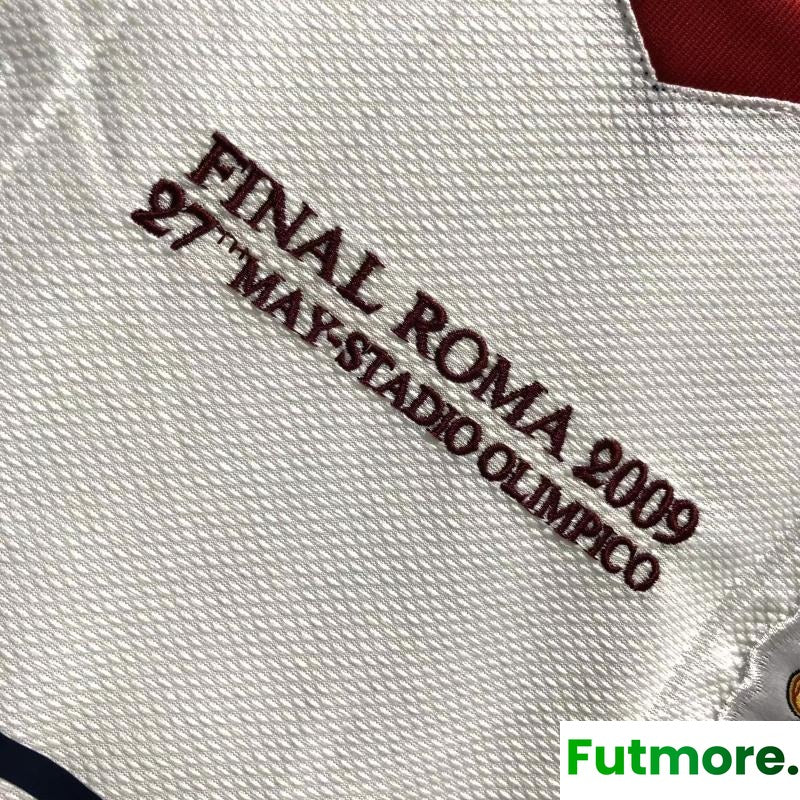 FINAL ROMA 2009
27TH MAY-STADIO OLIMPICO
Futmore.